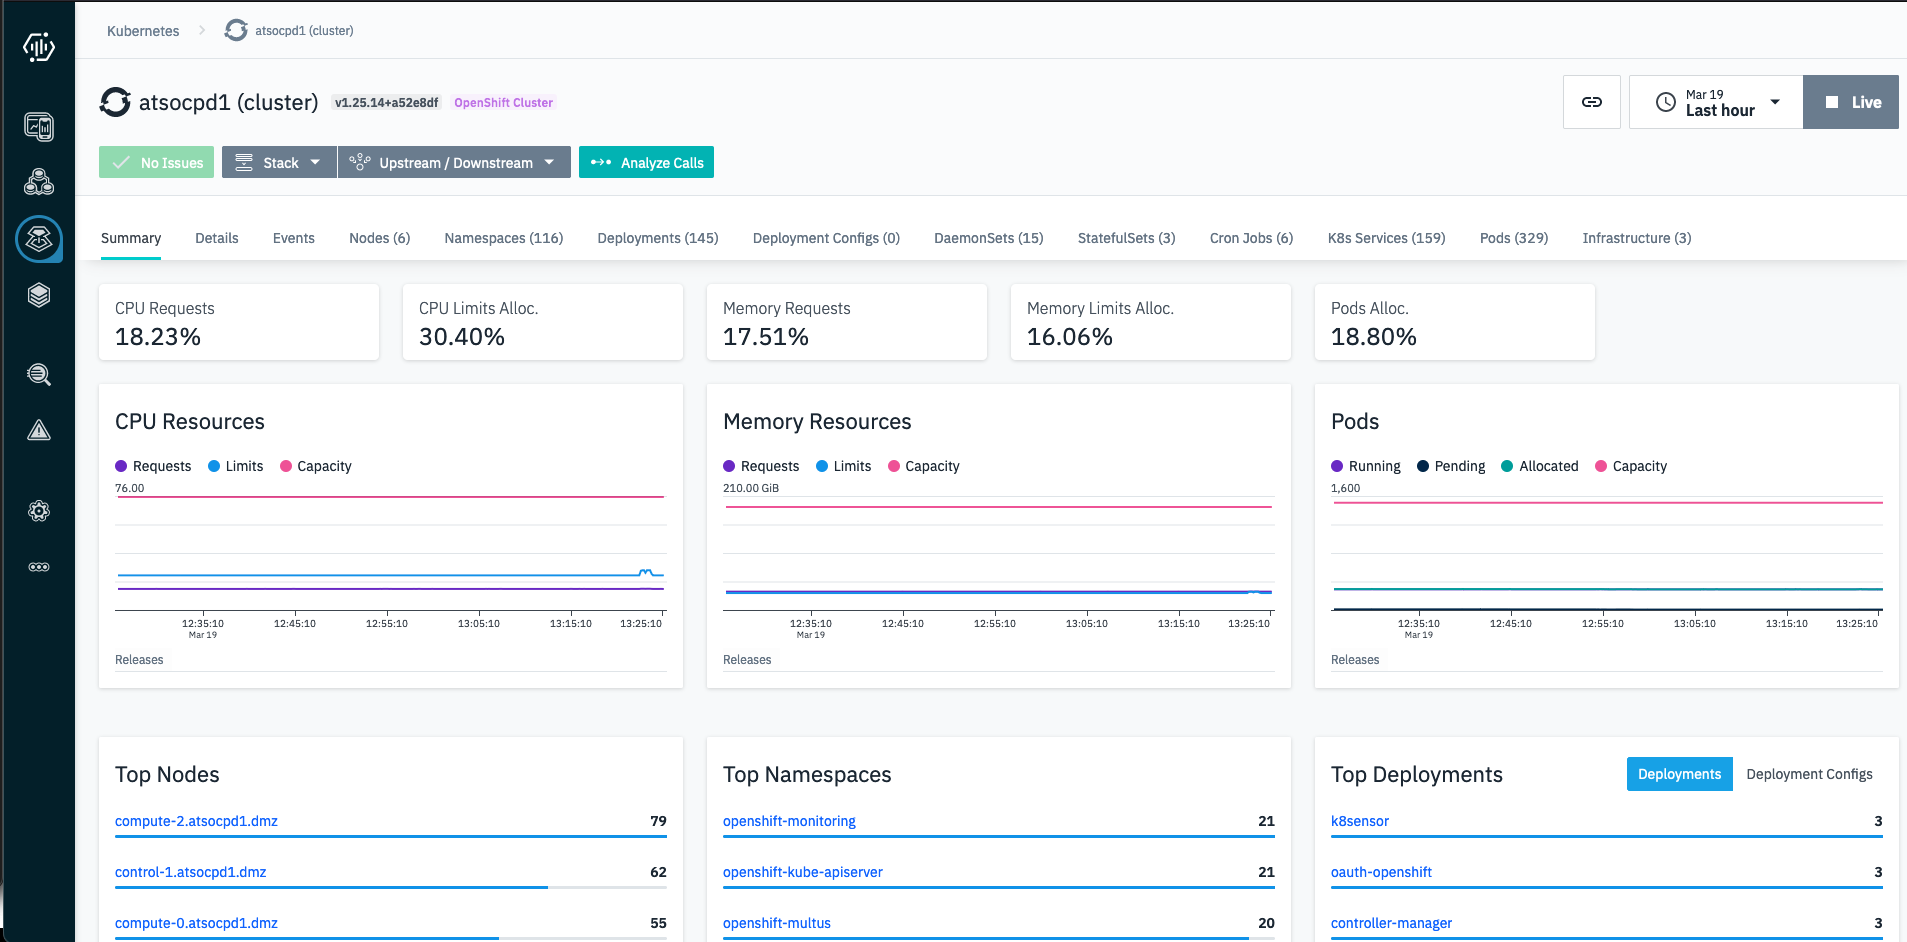 Kubernetes
atsocpd1 (cluster)
atsocpd1 (cluster) v1.25.14+a52e8df OpenShift Cluster
Mar 19
Last hour
Live
No Issues
Stack
Upstream / Downstream
Analyze Calls
Summary
Details
Events
Nodes (6)
Namespaces (116)
Deployments (145)
Deployment Configs (0)
DaemonSets (15)
StatefulSets (3)
Cron Jobs (6)
K8s Services (159)
Pods (329)
Infrastructure (3)
CPU Requests
18.23%
CPU Limits Alloc.
30.40%
Memory Requests
17.51%
Memory Limits Alloc.
16.06%
Pods Alloc.
18.80%
CPU Resources
Requests Limits Capacity
76.00
12:35:10 12:45:10 12:55:10 13:05:10 13:15:10 13:25:10
Mar 19
Releases
Memory Resources
Requests Limits Capacity
210.00 GiB
12:35:10 12:45:10 12:55:10 13:05:10 13:15:10 13:25:10
Mar 19
Releases
Pods
Running Pending Allocated Capacity
1,600
12:35:10 12:45:10 12:55:10 13:05:10 13:15:10 13:25:10
Mar 19
Releases
Top Nodes
compute-2.atsocpd1.dmz 79
control-1.atsocpd1.dmz 62
compute-0.atsocpd1.dmz 55
Top Namespaces
openshift-monitoring 21
openshift-kube-apiserver 21
openshift-multus 20
Top Deployments
Deployments Deployment Configs
k8sensor 3
oauth-openshift 3
controller-manager 3